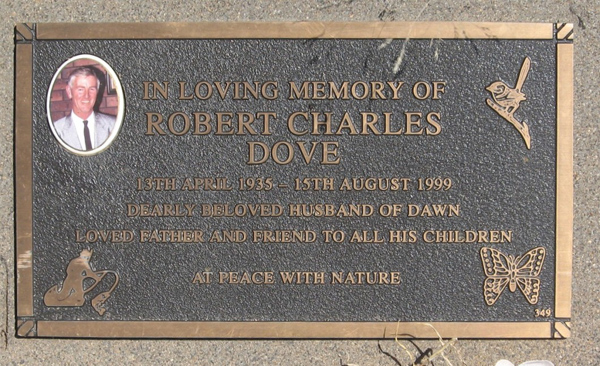 IN LOVING MEMORY OF
ROBERT CHARLES
DOVE
13TH APRIL 1935 – 15TH AUGUST 1999
DEARLY BELOVED HUSBAND OF DAWN
LOVED FATHER AND FRIEND TO ALL HIS CHILDREN
AT PEACE WITH NATURE
349